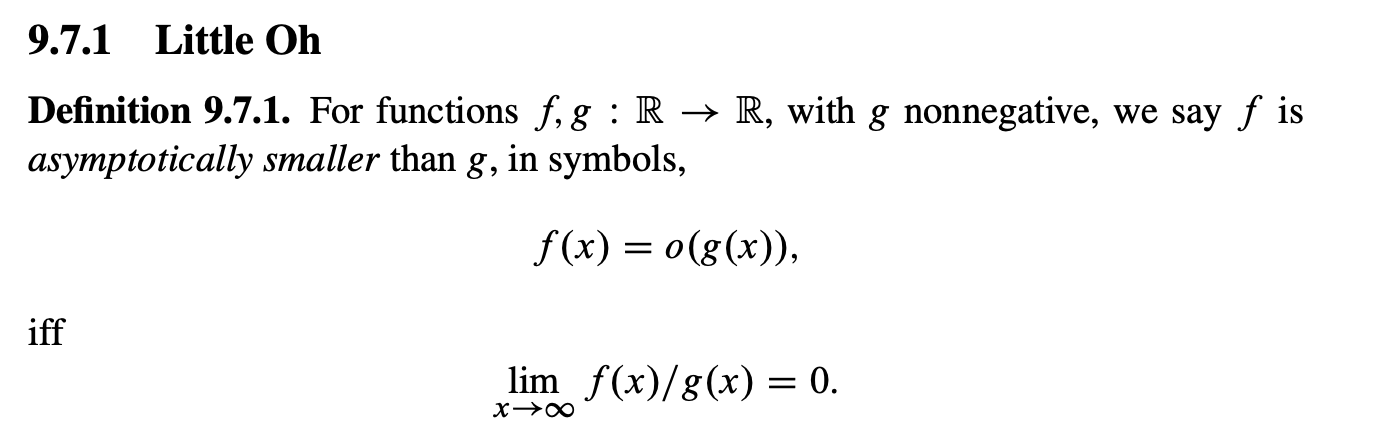 9.7.1 Little Oh
Definition 9.7.1. For functions f, g : ℝ → ℝ, with g nonnegative, we say f is
asymptotically smaller than g, in symbols,
f(x) = o(g(x)),
iff
lim_{x→∞} f(x)/g(x) = 0.